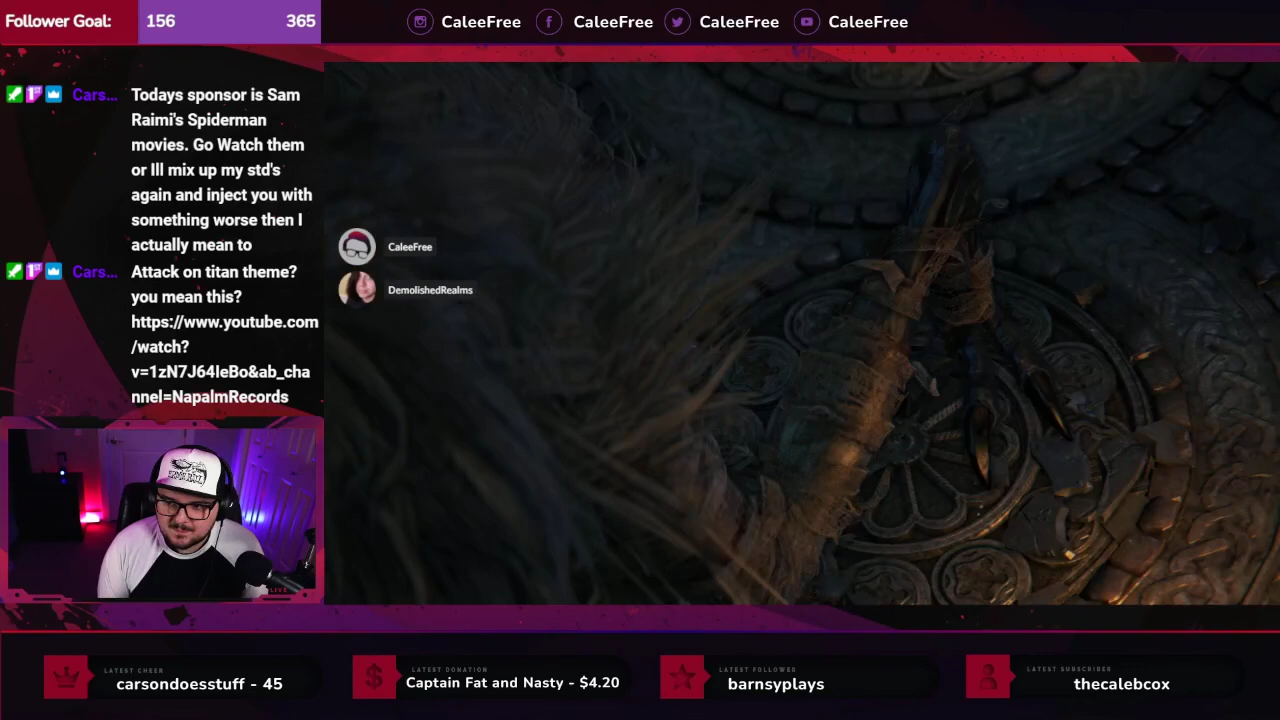 Follower Goal: 156 365
CaleeFree CaleeFree CaleeFree CaleeFree
Cars... Todays sponsor is Sam
Raimi's Spiderman
movies. Go Watch them
or Ill mix up my std's
again and inject you with
something worse then I
actually mean to
Cars... Attack on titan theme?
you mean this?
https://www.youtube.com
/watch?
v=1zN7J64leBo&ab_cha
nnel=NapalmRecords
CaleeFree
DemolishedRealms
LIVE
LATEST CHEER
carsondoesstuff - 45
LATEST DONATION
Captain Fat and Nasty - $4.20
LATEST FOLLOWER
barnsyplays
LATEST SUBSCRIBER
thecalebcox